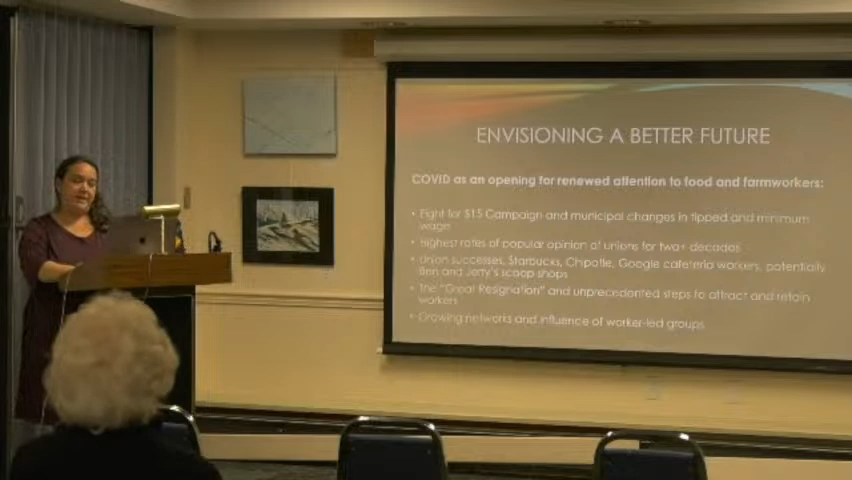 ENVISIONING A BETTER FUTURE
COVID as an opening for renewed attention to food and farmworkers:
• Fight for $15 Campaign and municipal changes in tipped and minimum
wage
• Highest rates of popular opinion of unions for two+ decades
• Union successes, Starbucks, Chipotle, Google cafeteria workers, potentially
Ben and Jerry's scoop shops
• The "Great Resignation" and unprecedented steps to attract and retain
workers
• Growing networks and influence of worker-led groups